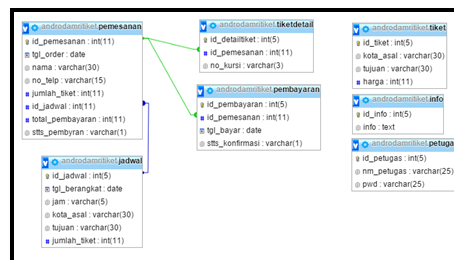 androdamritiket.pemesanan
id_pemesanan : int(11)
tgl_order : date
nama : varchar(30)
no_telp : varchar(15)
jumlah_tiket : int(11)
id_jadwal : int(11)
total_pembayaran : int(11)
stts_pembyran : varchar(1)
androdamritiket.jadwal
id_jadwal : int(5)
tgl_berangkat : date
jam : varchar(5)
kota_asal : varchar(30)
tujuan : varchar(30)
jumlah_tiket : int(11)
androdamritiket.tiketdetail
id_detailtiket : int(5)
id_pemesanan : int(11)
no_kursi : varchar(3)
androdamritiket.pembayaran
id_pembayaran : int(5)
id_pemesanan : int(11)
tgl_bayar : date
stts_konfirmasi : varchar(1)
androdamritiket.tiket
id_tiket : int(5)
kota_asal : varchar(30)
tujuan : varchar(30)
harga : int(11)
androdamritiket.info
id_info : int(5)
info : text
androdamritiket.petuga
id_petugas : int(5)
nm_petugas : varchar(25)
pwd : varchar(25)